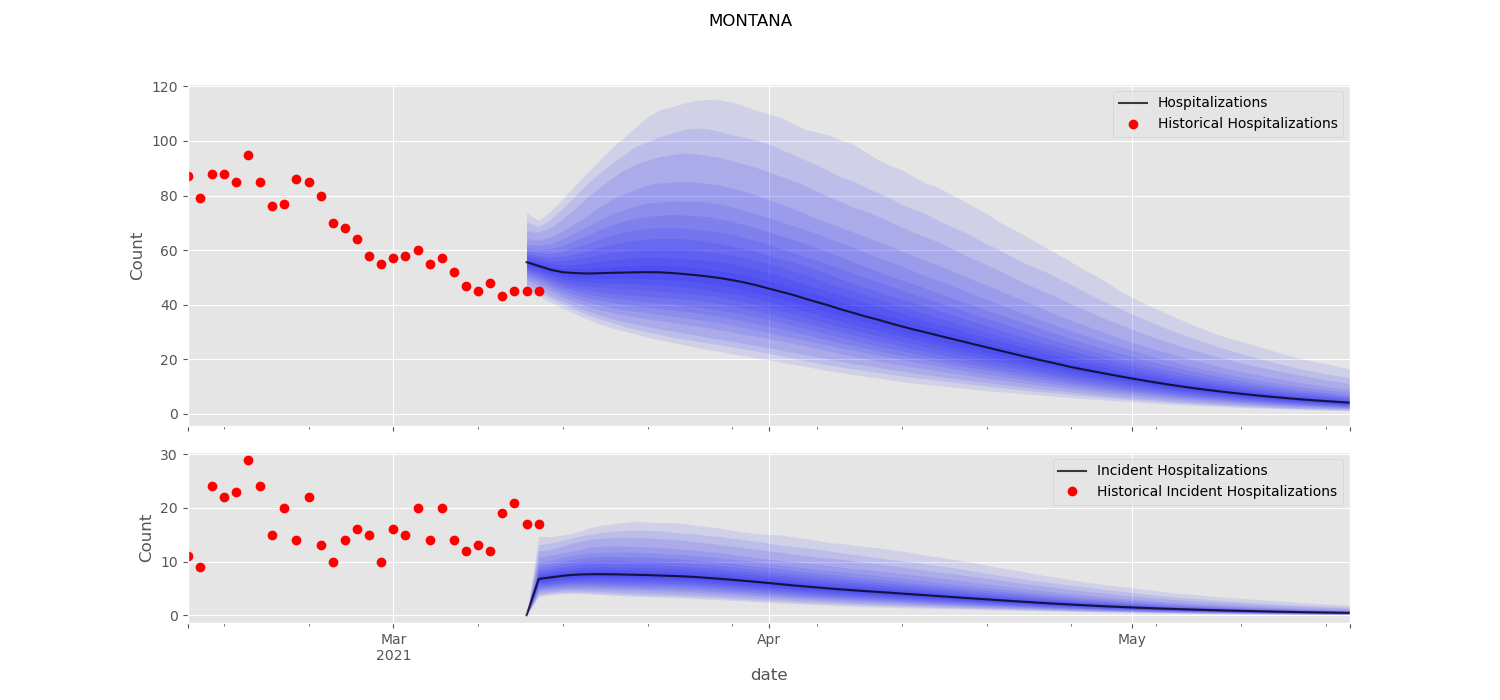 MONTANA
120
100
80
60
40
20
0
Count
Hospitalizations
Historical Hospitalizations
30
20
10
0
Count
Incident Hospitalizations
Historical Incident Hospitalizations
Mar
2021
Apr
May
date